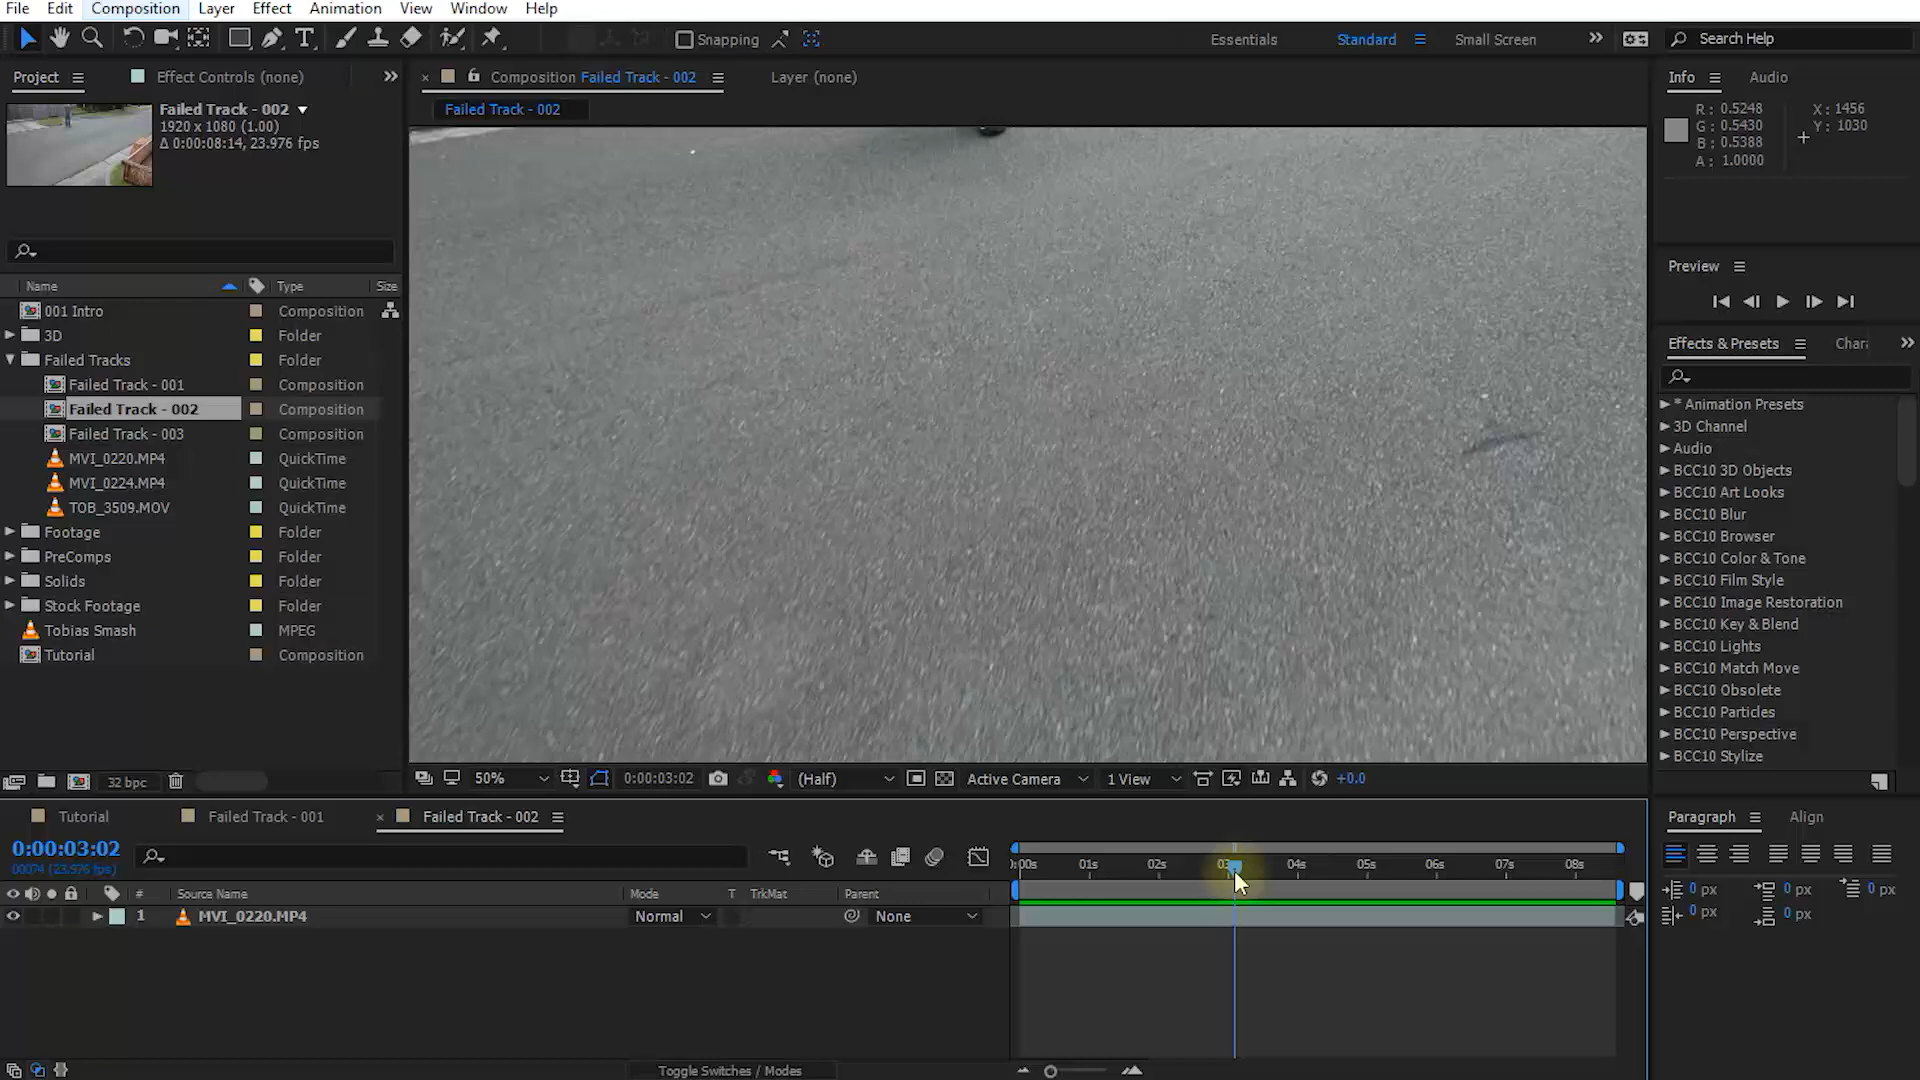 File Edit Composition Layer Effect Animation View Window Help
Snapping Essentials Standard Small Screen Search Help
Project Effect Controls (none)
Composition Failed Track - 002 Layer (none)
Info Audio
Failed Track - 002
1920 x 1080 (1.00)
Δ 0:00:08:14, 23.976 fps
Failed Track - 002
R: 0.5248
G: 0.5430
B: 0.5388
A: 1.0000
X: 1456
Y: 1030
Name Type Size
001 Intro Composition
3D Folder
Failed Tracks Folder
Failed Track - 001 Composition
Failed Track - 002 Composition
Failed Track - 003 Composition
MVI_0220.MP4 QuickTime
MVI_0224.MP4 QuickTime
TOB_3509.MOV QuickTime
Footage Folder
PreComps Folder
Solids Folder
Stock Footage Folder
Tobias Smash MPEG
Tutorial Composition
Preview
Effects & Presets Chara
* Animation Presets
3D Channel
Audio
BCC10 3D Objects
BCC10 Art Looks
BCC10 Blur
BCC10 Browser
BCC10 Color & Tone
BCC10 Film Style
BCC10 Image Restoration
BCC10 Key & Blend
BCC10 Lights
BCC10 Match Move
BCC10 Obsolete
BCC10 Particles
BCC10 Perspective
BCC10 Stylize
32 bpc
50% 0:00:03:02 (Half) Active Camera 1 View +0.0
Tutorial Failed Track - 001 Failed Track - 002
Paragraph Align
0:00:03:02
00074 (23.976 fps)
):00s 01s 02s 03s 04s 05s 06s 07s 08s
# Source Name Mode T TrkMat Parent
1 MVI_0220.MP4 Normal None
0 px 0 px 0 px
0 px 0 px
Toggle Switches / Modes